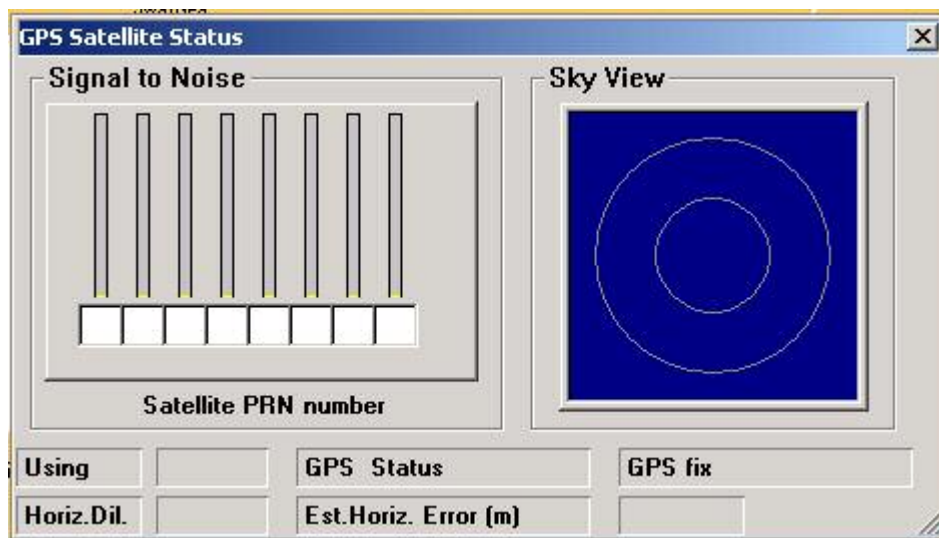 GPS Satellite Status
Signal to Noise
Sky View
Satellite PRN number
Using
GPS Status
GPS fix
Horiz.Dil.
Est.Horiz. Error (m)